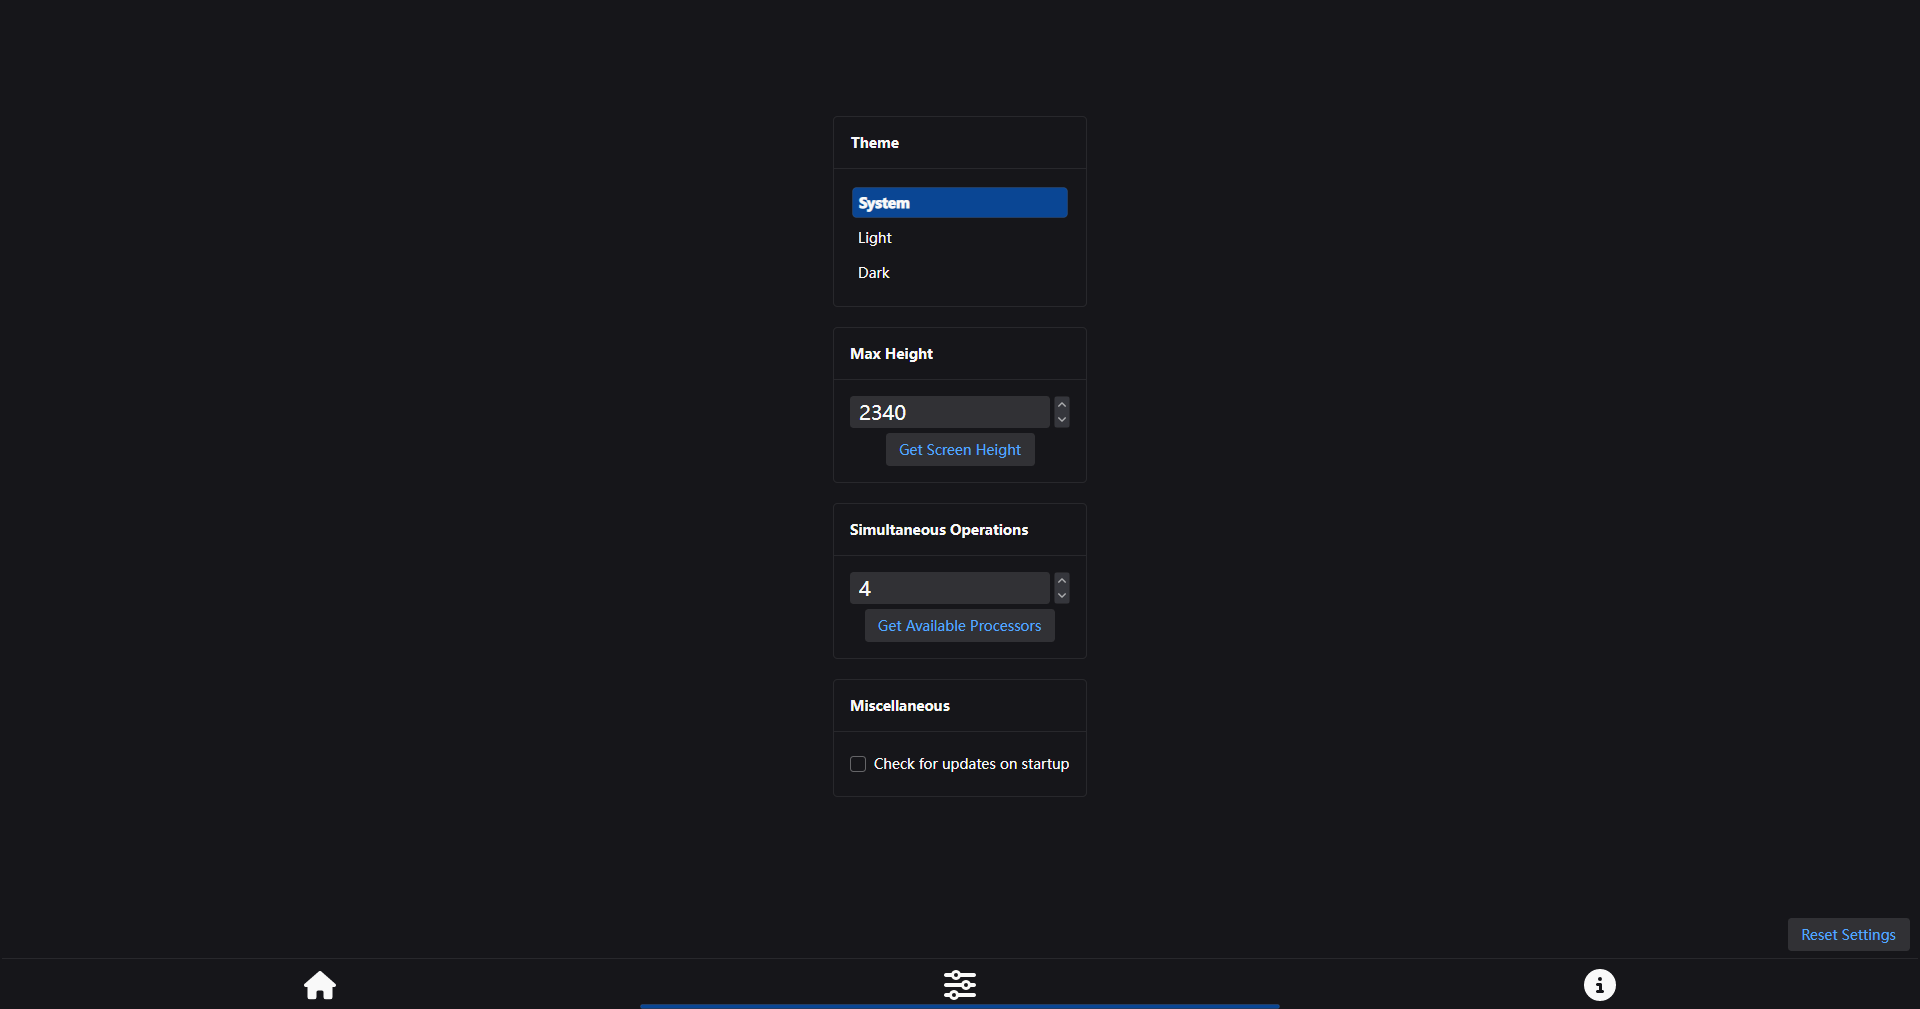 Theme
System
Light
Dark
Max Height
2340
Get Screen Height
Simultaneous Operations
4
Get Available Processors
Miscellaneous
Check for updates on startup
Reset Settings